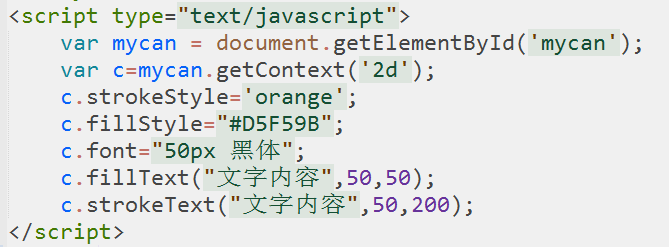 <script type="text/javascript">
var mycan = document.getElementById('mycan');
var c=mycan.getContext('2d');
c.strokeStyle='orange';
c.fillStyle="#D5F59B";
c.font="50px 黑体";
c.fillText("文字内容",50,50);
c.strokeText("文字内容",50,200);
</script>